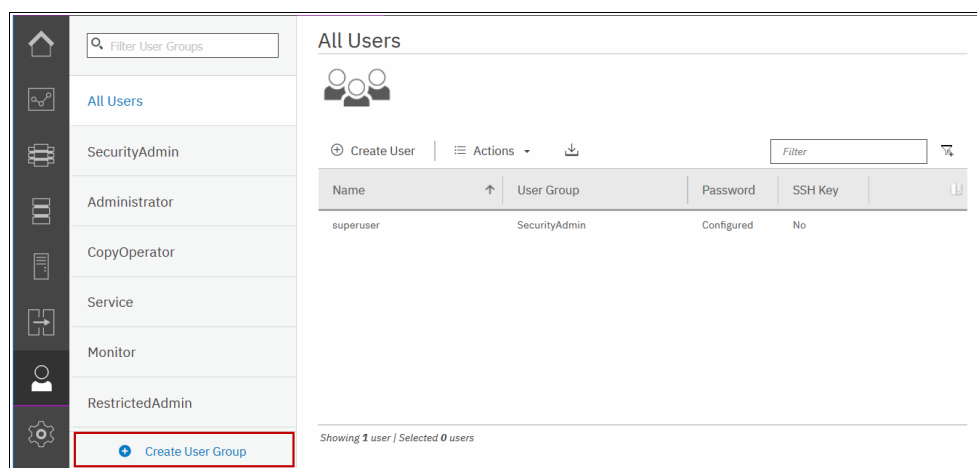 Filter User Groups
All Users
SecurityAdmin
Administrator
CopyOperator
Service
Monitor
RestrictedAdmin
Create User Group
All Users
Create User
Actions
Filter
Name User Group Password SSH Key
superuser SecurityAdmin Configured No
Showing 1 user | Selected 0 users